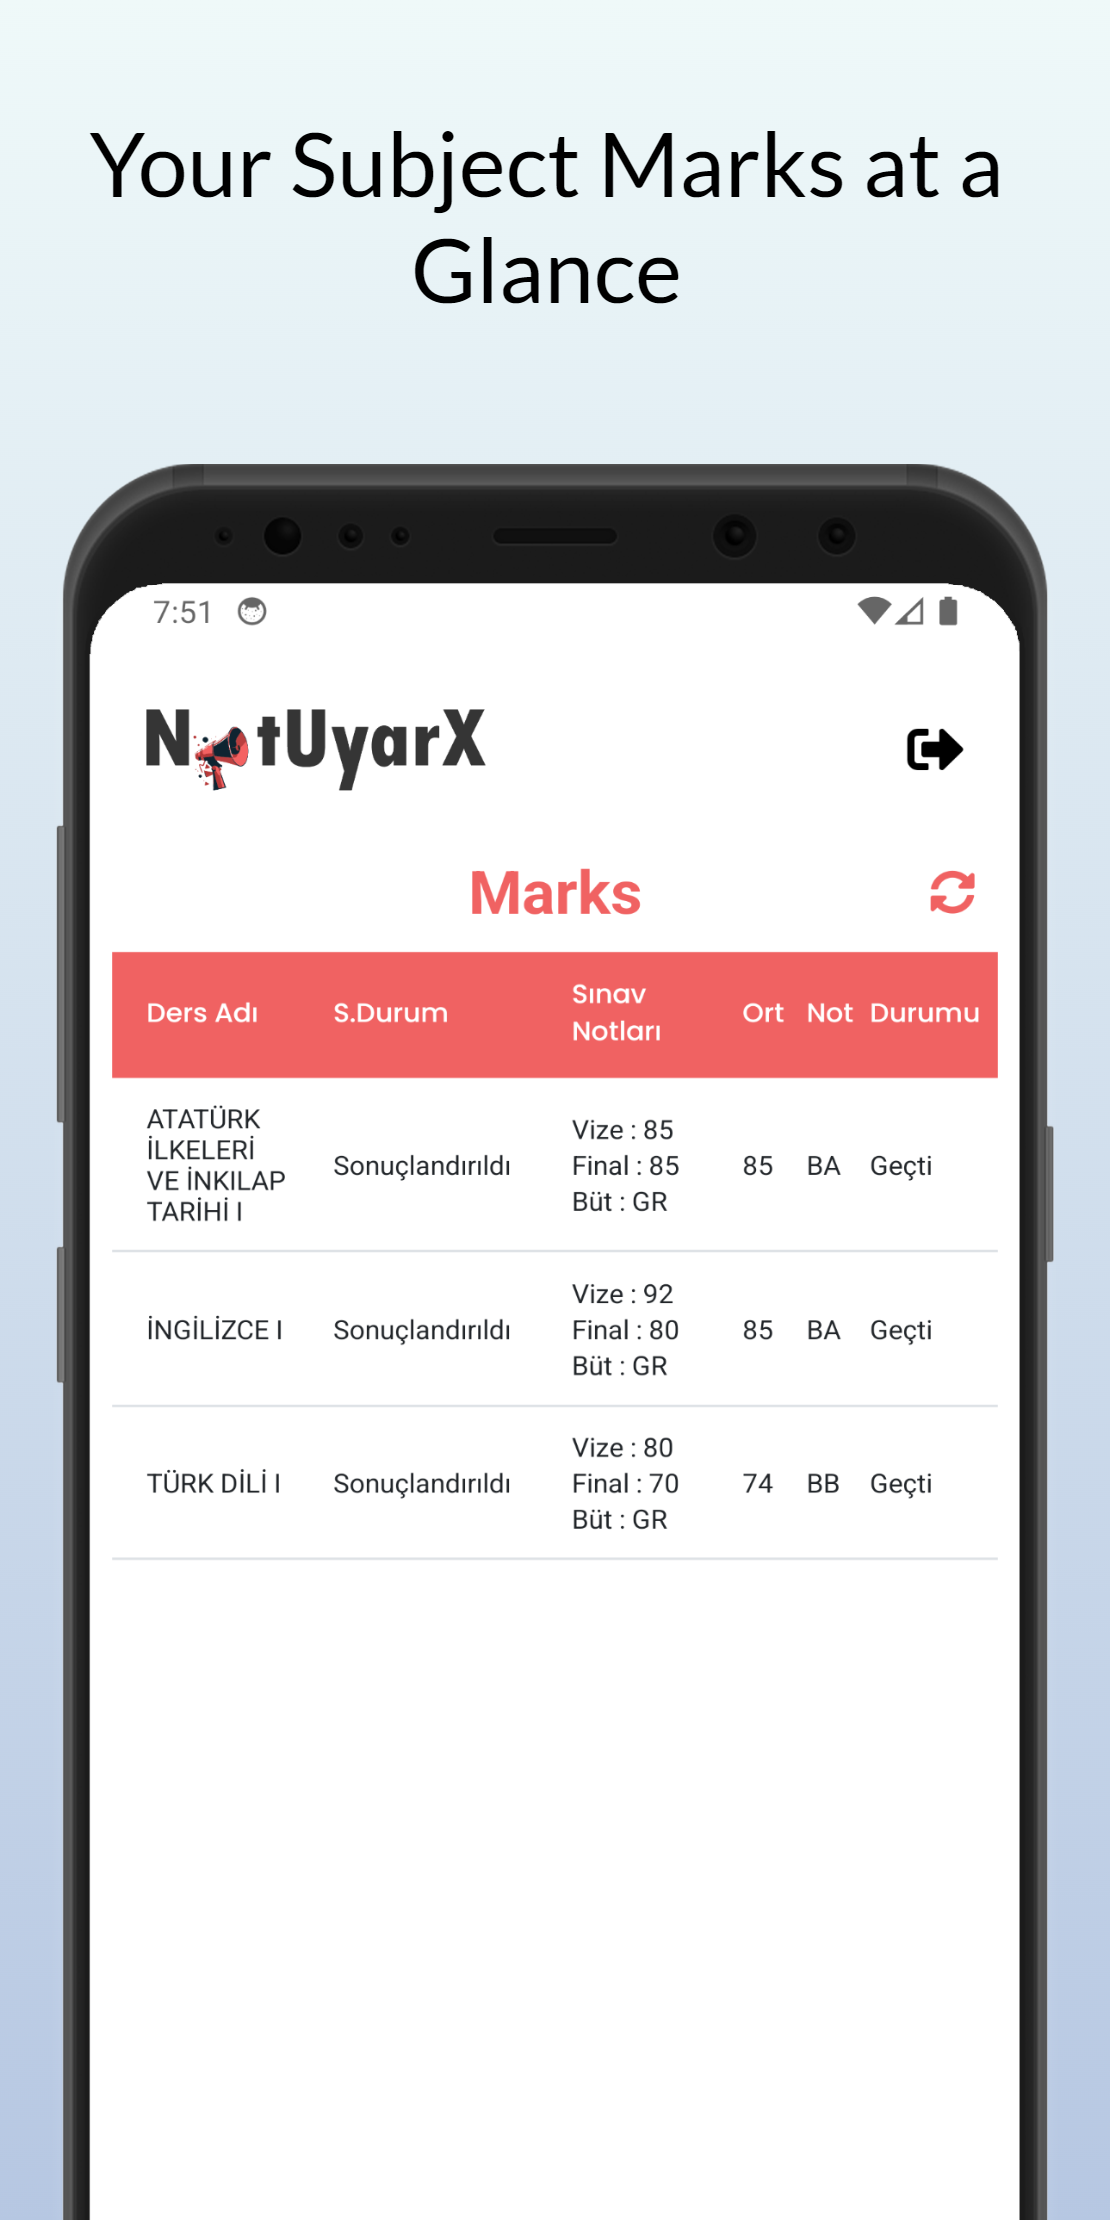 Your Subject Marks at a
Glance
7:51
NotUyarX
Marks
Ders Adı S.Durum Sınav Notları Ort Not Durumu
ATATÜRK
İLKELERİ
VE İNKILAP
TARİHİ I
Sonuçlandırıldı
Vize : 85
Final : 85
Büt : GR
85 BA Geçti
İNGİLİZCE I
Sonuçlandırıldı
Vize : 92
Final : 80
Büt : GR
85 BA Geçti
TÜRK DİLİ I
Sonuçlandırıldı
Vize : 80
Final : 70
Büt : GR
74 BB Geçti